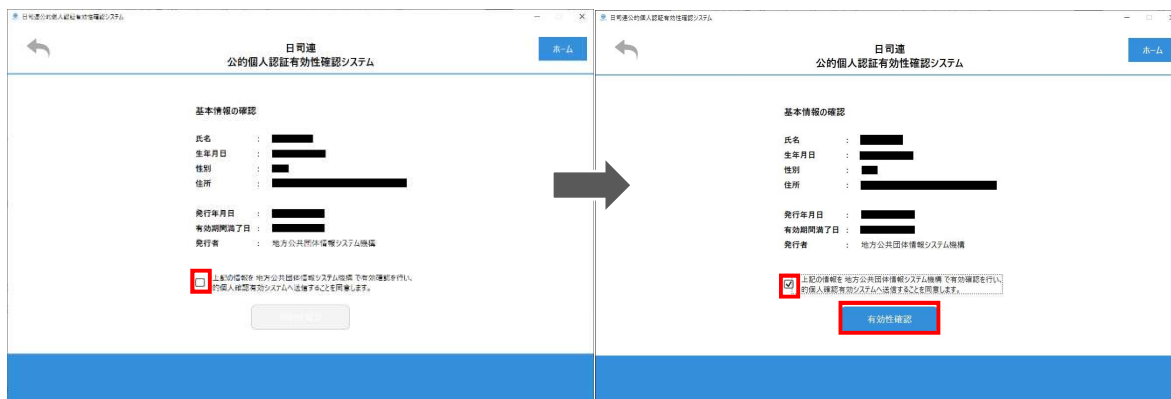 日司連公的個人認証有効性確認システム
日司連
公的個人認証有効性確認システム
ホーム
基本情報の確認
氏名 :
生年月日 :
性別 :
住所 :
発行年月日 :
有効期間満了日 :
発行者 : 地方公共団体情報システム機構
上記の情報を 地方公共団体情報システム機構 で有効確認を行い、
的個人確認有効システムへ送信することを同意します。
日司連公的個人認証有効性確認システム
日司連
公的個人認証有効性確認システム
ホーム
基本情報の確認
氏名 :
生年月日 :
性別 :
住所 :
発行年月日 :
有効期間満了日 :
発行者 : 地方公共団体情報システム機構
上記の情報を 地方公共団体情報システム機構 で有効確認を行い、
的個人確認有効システムへ送信することを同意します。
有効性確認